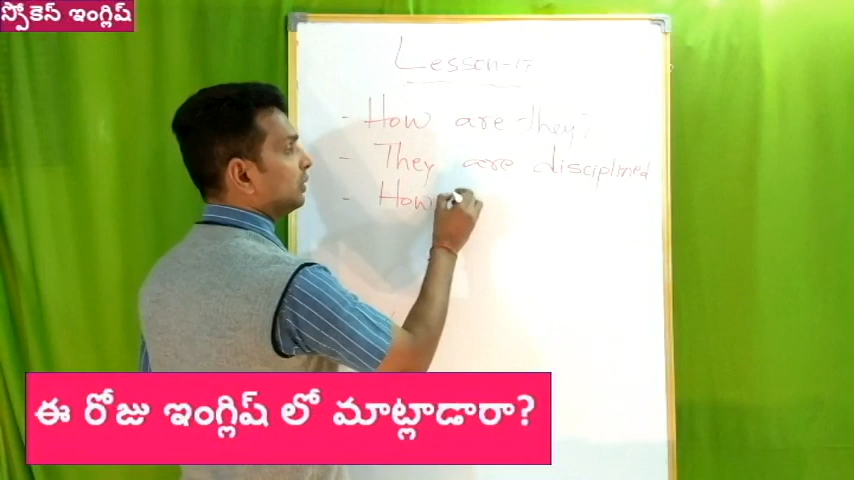 స్పోకెన్ ఇంగ్లిష్
Lesson-17
- How are they?
- They are disciplined
- How
ఈ రోజు ఇంగ్లిష్ లో మాట్లాడారా?